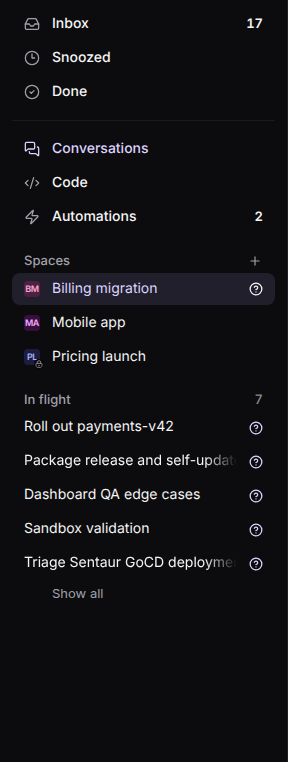 Inbox 17
Snoozed
Done
Conversations
Code
Automations 2
Spaces +
BM Billing migration
MA Mobile app
PL Pricing launch
In flight 7
Roll out payments-v42
Package release and self-updat
Dashboard QA edge cases
Sandbox validation
Triage Sentaur GoCD deployme
Show all